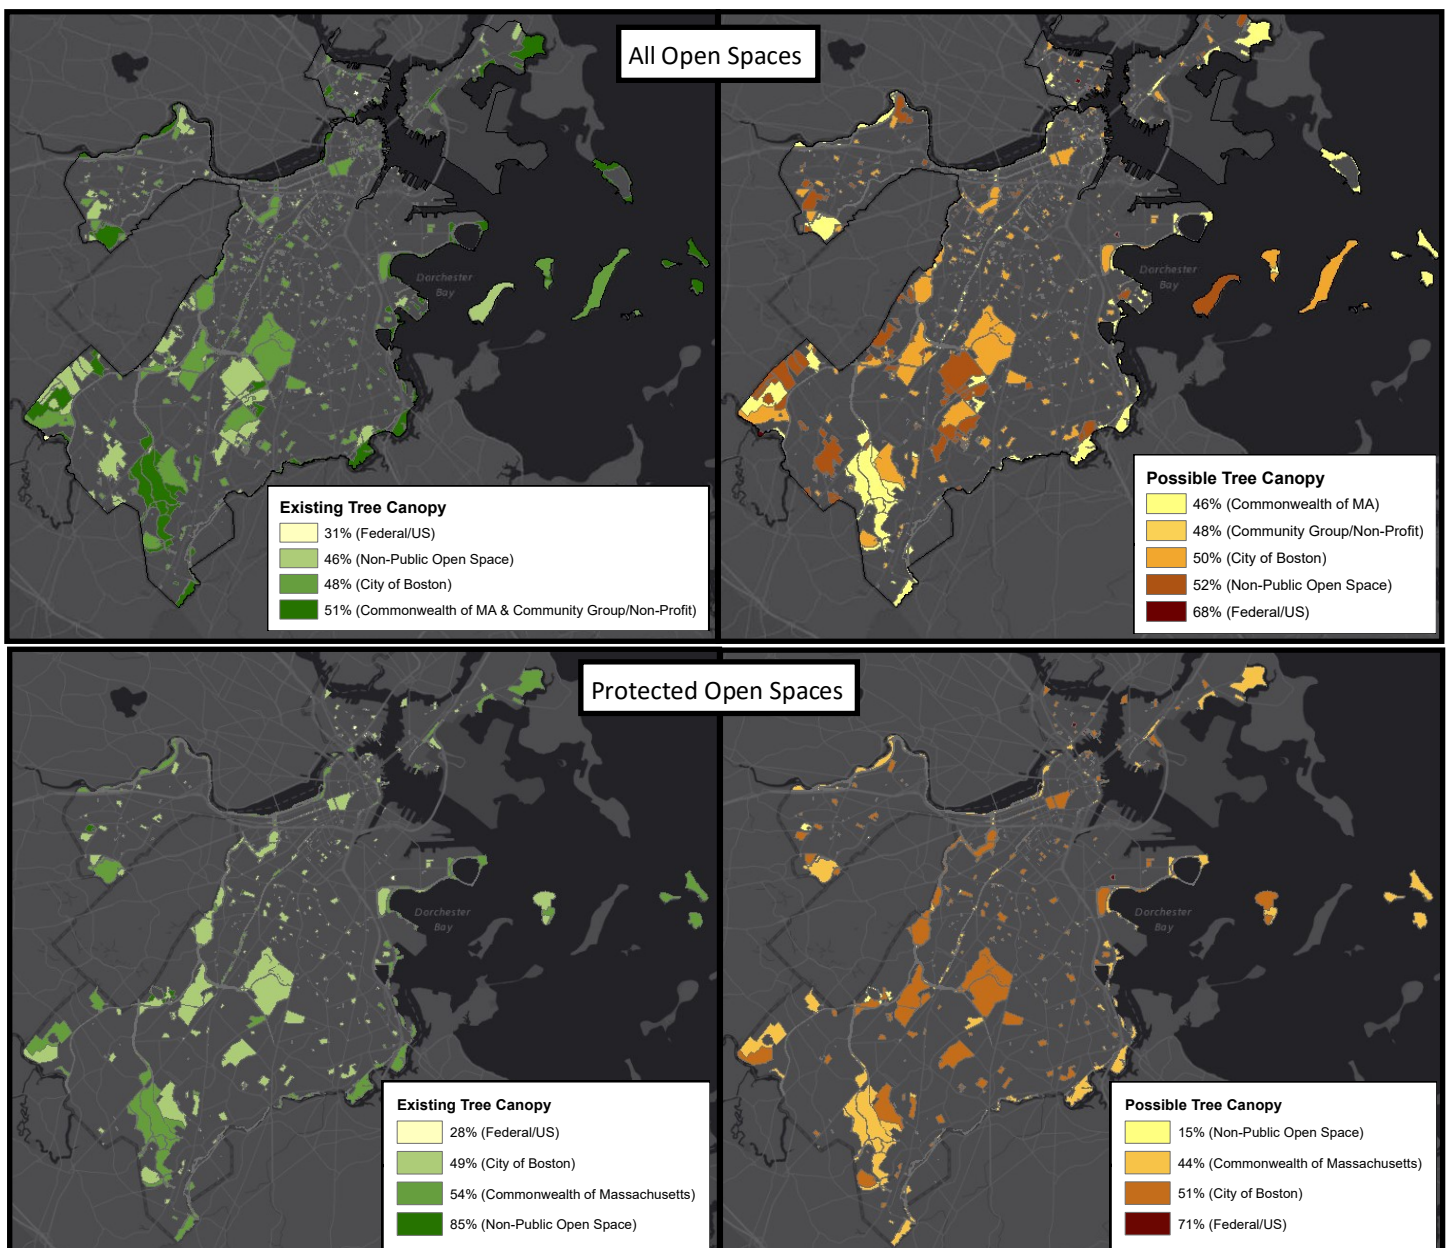 All Open Spaces
Dorchester
Bay
Existing Tree Canopy
31% (Federal/US)
46% (Non-Public Open Space)
48% (City of Boston)
51% (Commonwealth of MA & Community Group/Non-Profit)
Dorchester
Bay
Possible Tree Canopy
46% (Commonwealth of MA)
48% (Community Group/Non-Profit)
50% (City of Boston)
52% (Non-Public Open Space)
68% (Federal/US)
Protected Open Spaces
Dorchester
Bay
Existing Tree Canopy
28% (Federal/US)
49% (City of Boston)
54% (Commonwealth of Massachusetts)
85% (Non-Public Open Space)
Dorchester
Bay
Possible Tree Canopy
15% (Non-Public Open Space)
44% (Commonwealth of Massachusetts)
51% (City of Boston)
71% (Federal/US)